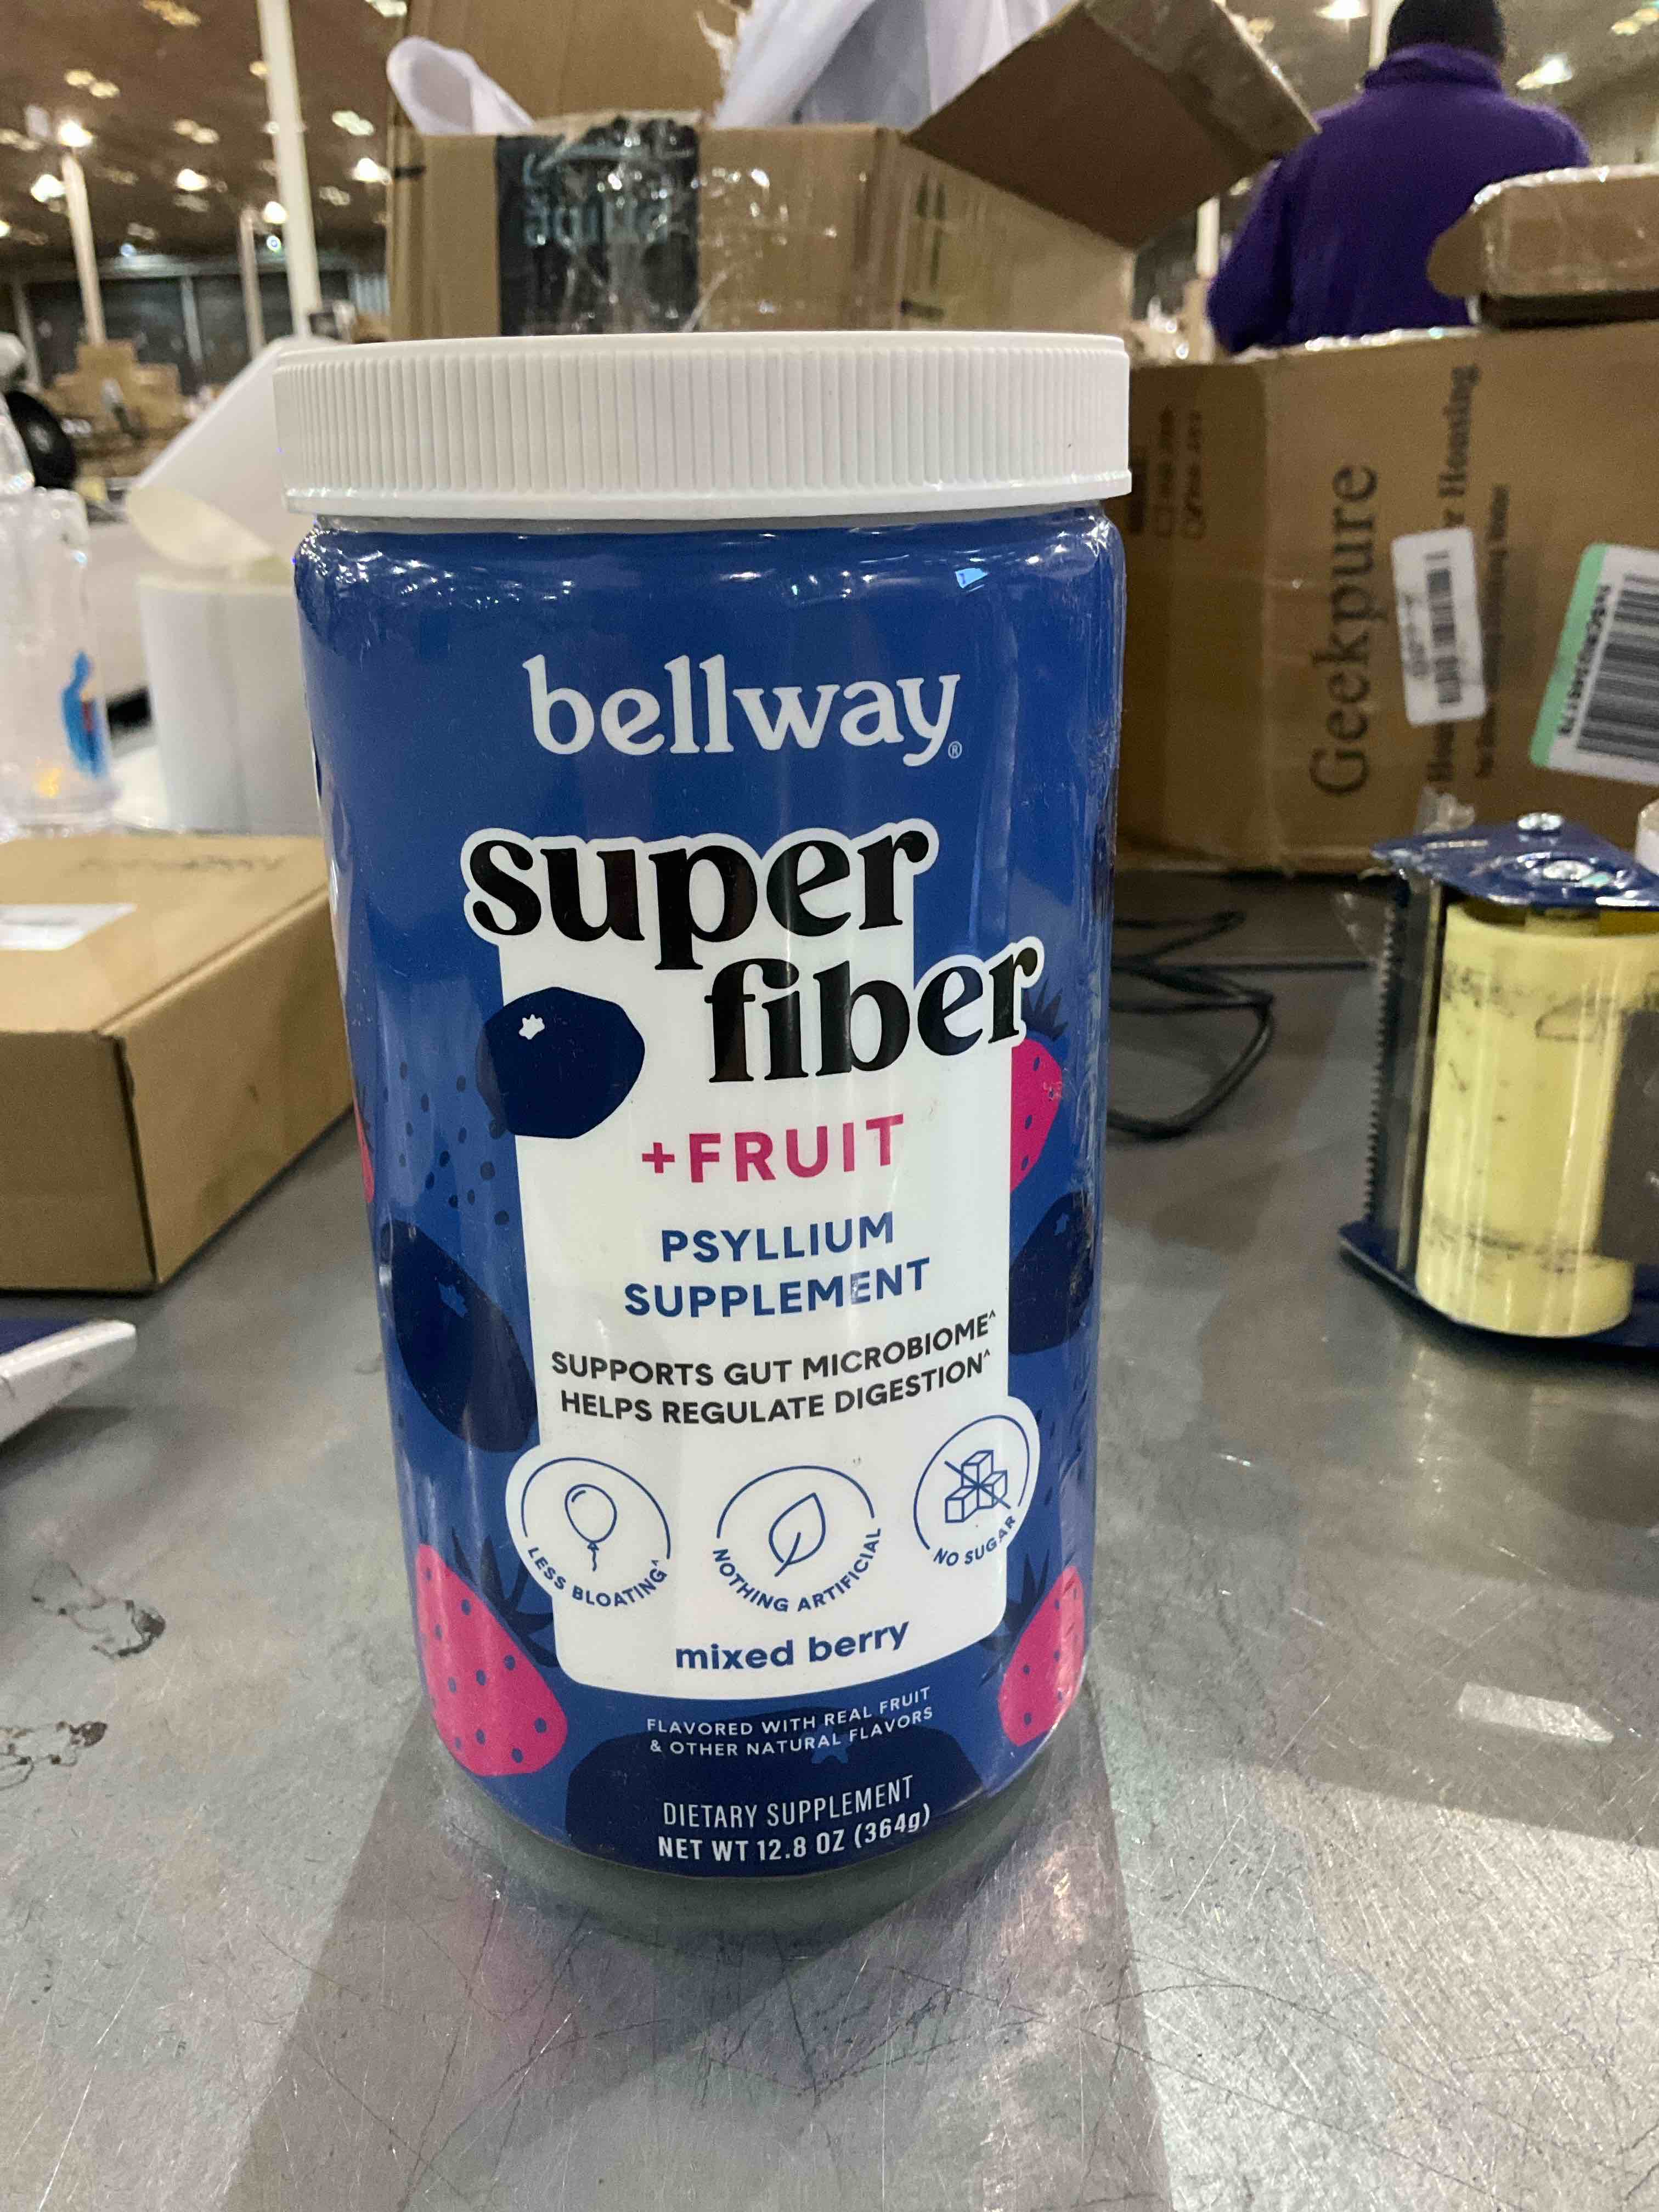 bellway®
super
fiber
+FRUIT
PSYLLIUM
SUPPLEMENT
SUPPORTS GUT MICROBIOME^
HELPS REGULATE DIGESTION^
LESS BLOATING^
NOTHING ARTIFICIAL
NO SUGAR
mixed berry
FLAVORED WITH REAL FRUIT
& OTHER NATURAL FLAVORS
DIETARY SUPPLEMENT
NET WT 12.8 OZ (364g)
Geekpure
Housing